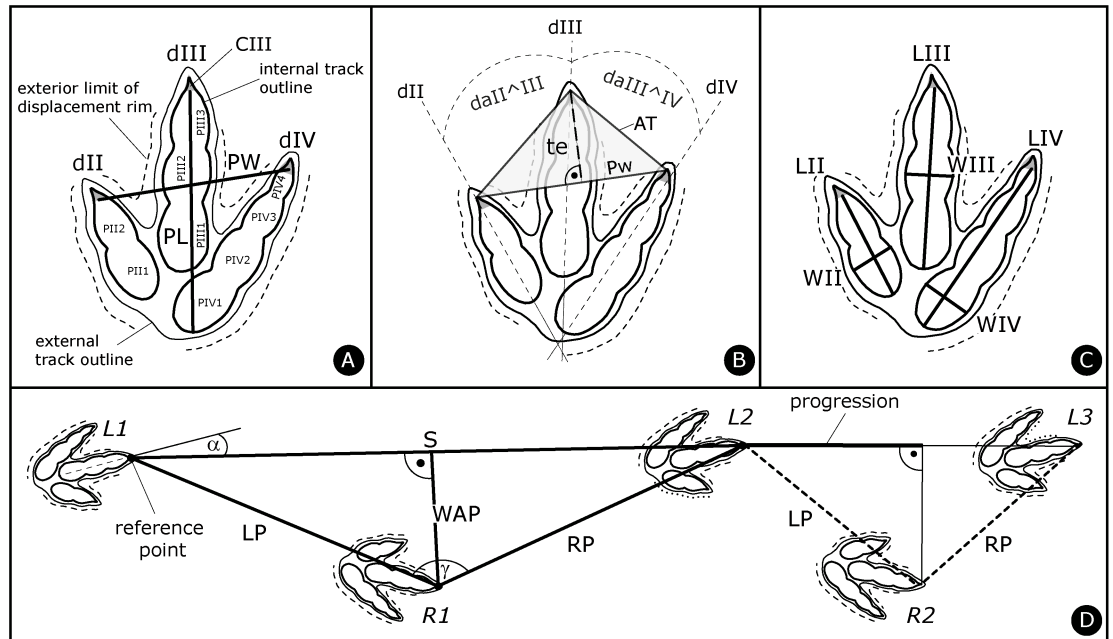 dIII
CIII
exterior limit of
displacement rim
internal track
outline
PIII3
dII
PIII2
PW
dIV
PIV4
PII2
PL
PIII1
PIV3
PII1
PIV2
PIV1
external
track outline
A
dIII
dII
daII^III
daIII^IV
dIV
AT
te
Pw
B
LIII
LII
WIII
LIV
WII
WIV
C
L1
α
S
L2
progression
L3
reference
point
LP
WAP
RP
LP
RP
γ
R1
R2
D